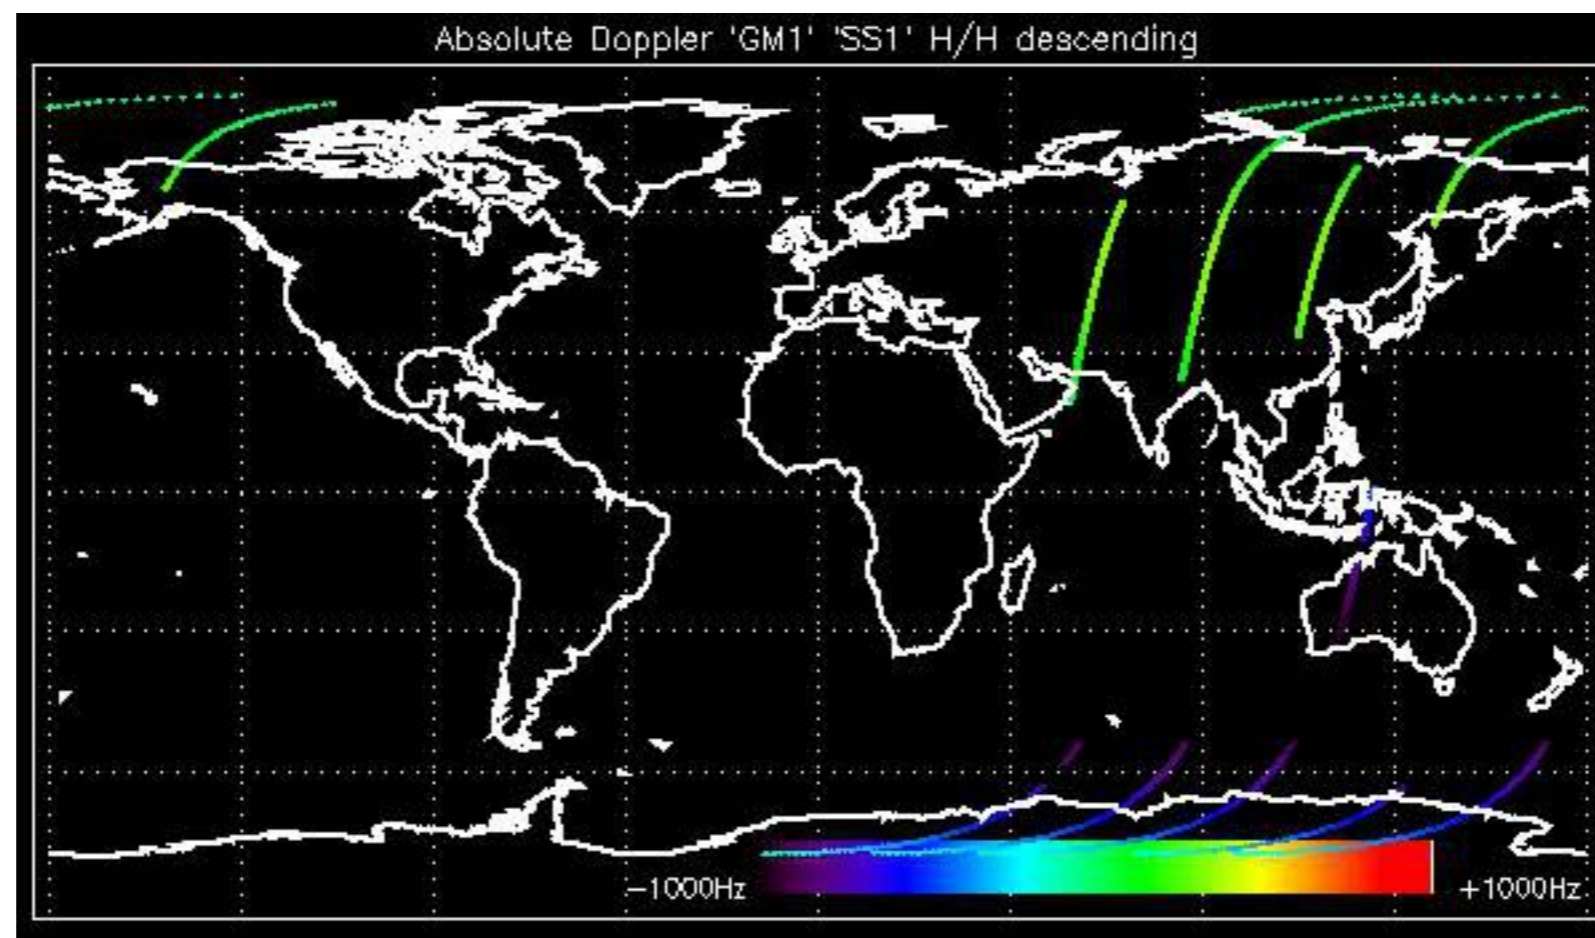 Absolute Doppler 'GM1' 'SS1' H/H descending
-1000Hz +1000Hz